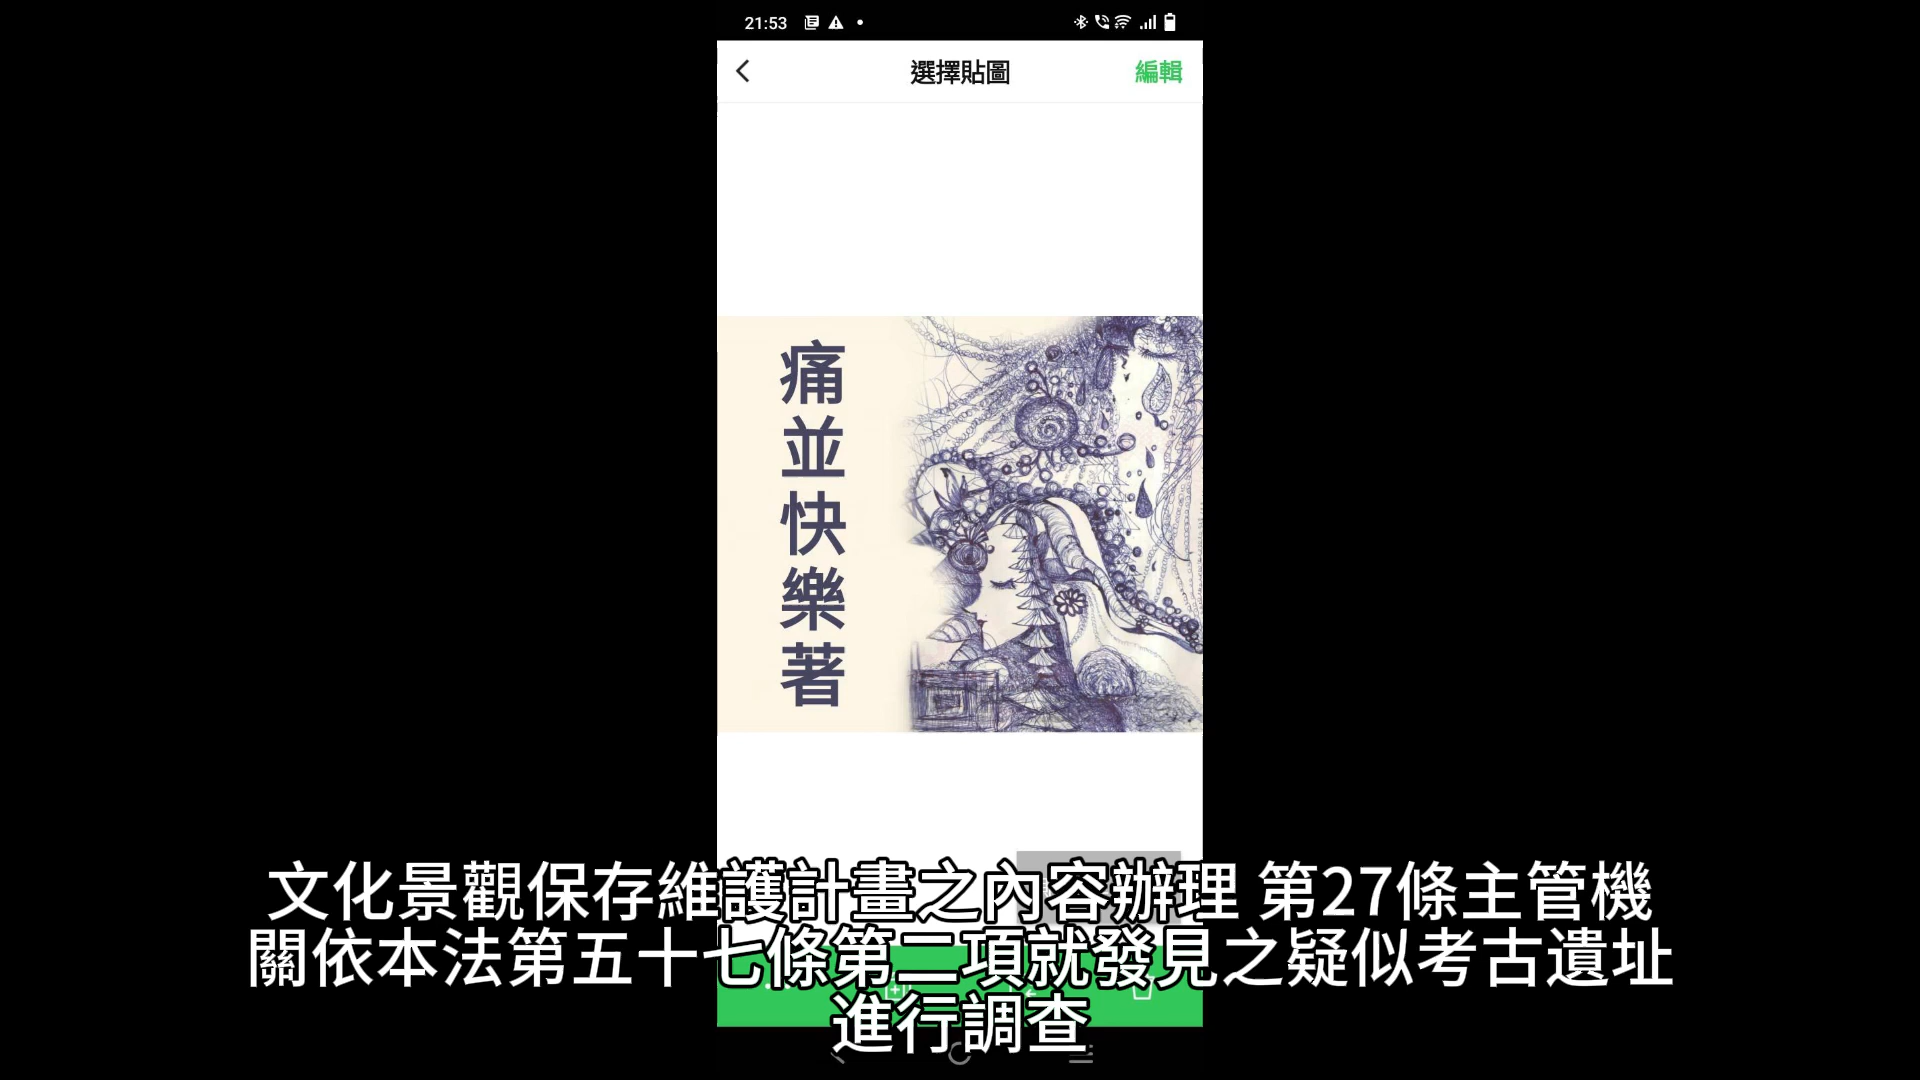 21:53
選擇貼圖
編輯
痛並快樂著
文化景觀保存維護計畫之內容辦理 第27條主管機
關依本法第五十七條第二項就發見之疑似考古遺址
進行調查